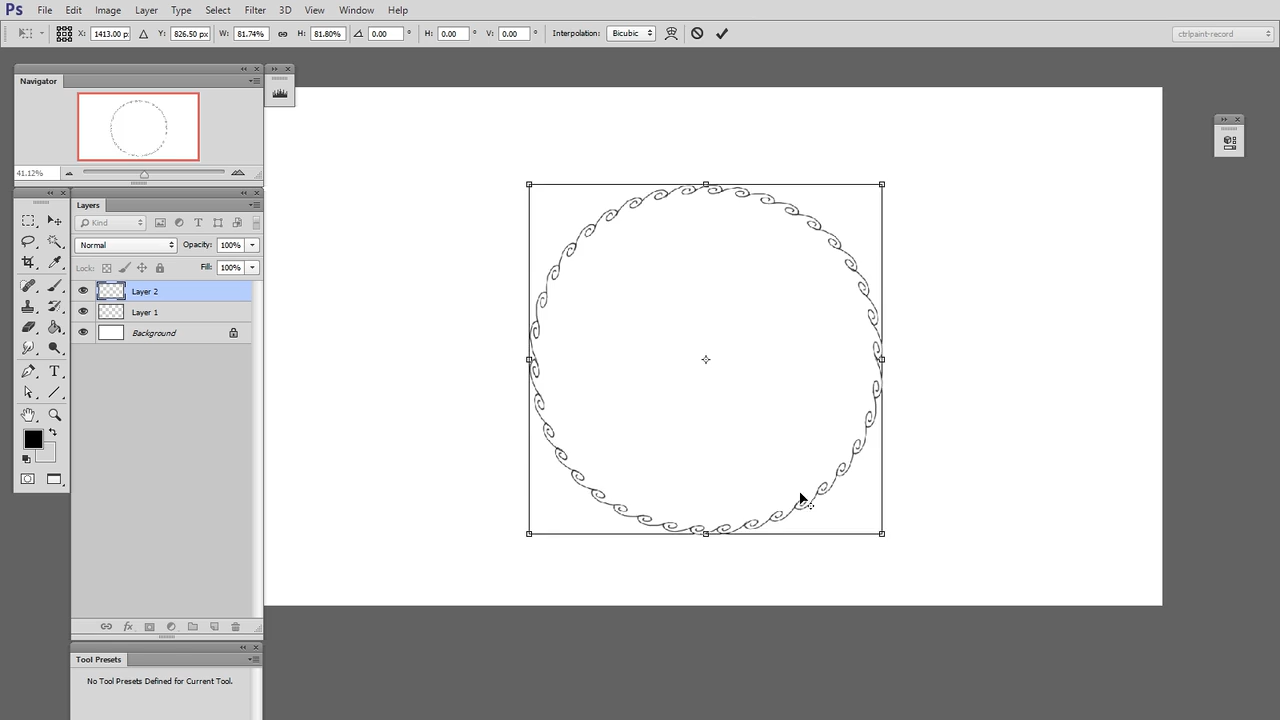 Ps File Edit Image Layer Type Select Filter 3D View Window Help
X: 1413.00 p: Y: 826.50 px W: 81.74% H: 81.80% 0.00 ° H: 0.00 ° V: 0.00 ° Interpolation: Bicubic ctrlpaint-record
Navigator
41.12%
Layers
Kind
Normal Opacity: 100%
Lock: Fill: 100%
Layer 2
Layer 1
Background
Tool Presets
No Tool Presets Defined for Current Tool.